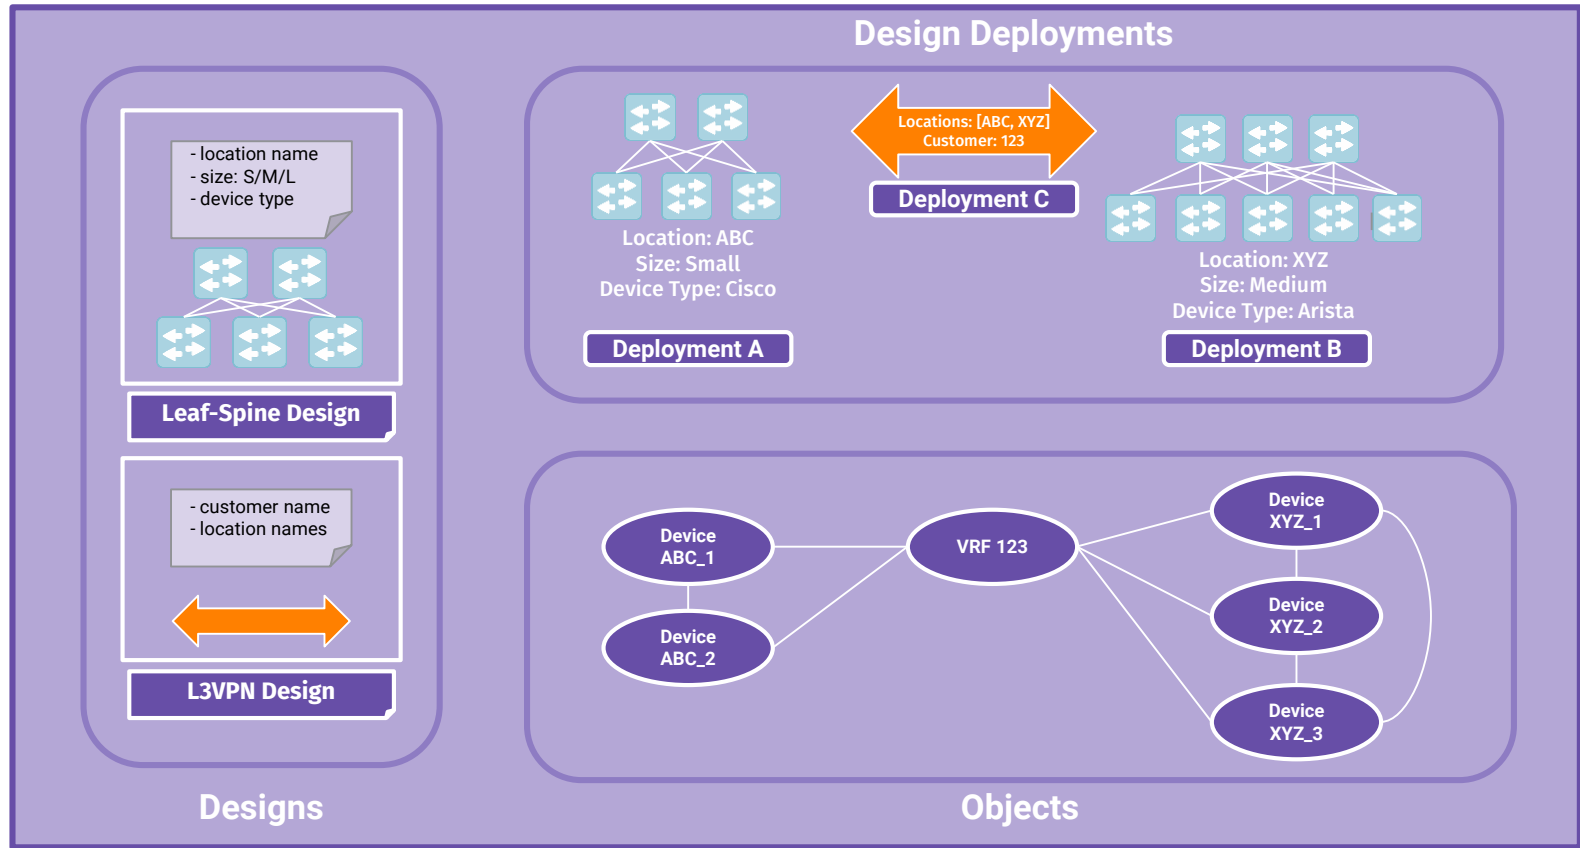 Design Deployments
- location name
- size: S/M/L
- device type
Leaf-Spine Design
- customer name
- location names
L3VPN Design
Designs
Location: ABC
Size: Small
Device Type: Cisco
Deployment A
Locations: [ABC, XYZ]
Customer: 123
Deployment C
Location: XYZ
Size: Medium
Device Type: Arista
Deployment B
Device
ABC_1
Device
ABC_2
VRF 123
Device
XYZ_1
Device
XYZ_2
Device
XYZ_3
Objects